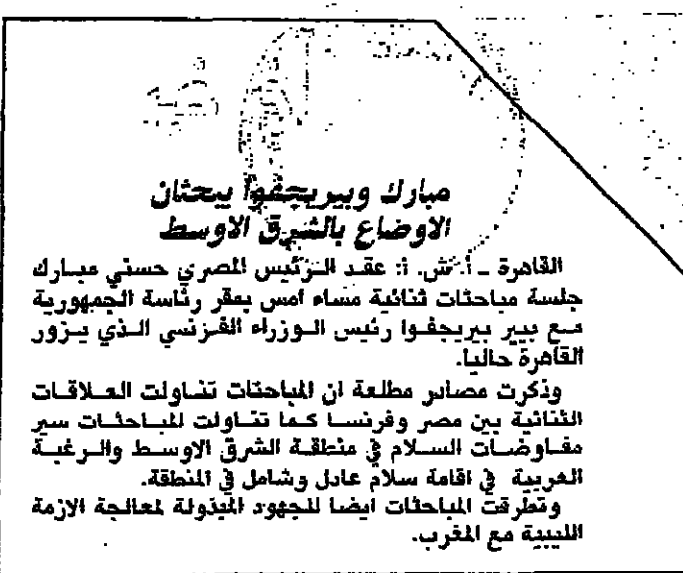 مبارك وبيريجفوا يبحثان
الاوضاع بالشرق الاوسط
القاهرة ـ أ. ش. أ: عقد الرئيس المصري حسني مبارك
جلسة مباحثات ثنائية مساء امس بمقر رئاسة الجمهورية
مع بيير بيريجفوا رئيس الوزراء الفرنسي الذي يزور
القاهرة حاليا.
وذكرت مصادر مطلعة ان المباحثات تناولت العلاقات
الثنائية بين مصر وفرنسا كما تناولت المباحثات سير
مفاوضات السلام في منطقة الشرق الاوسط والرغبة
العربية في اقامة سلام عادل وشامل في المنطقة.
وتطرقت المباحثات ايضا للجهود المبذولة لمعالجة الازمة
الليبية مع المغرب.